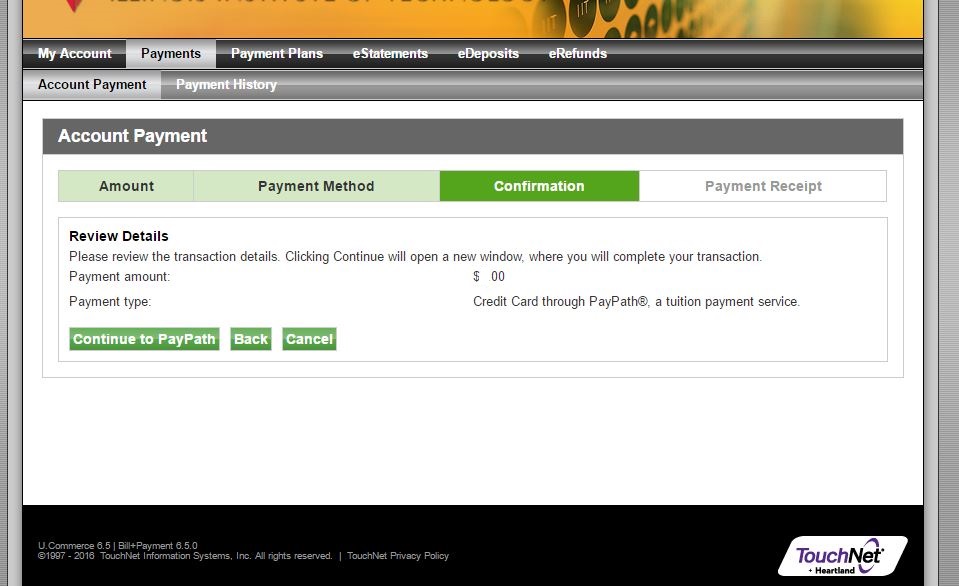 ILLINOIS INSTITUTE OF TECHNOLOGY
My Account Payments Payment Plans eStatements eDeposits eRefunds
Account Payment Payment History
Account Payment
Amount Payment Method Confirmation Payment Receipt
Review Details
Please review the transaction details. Clicking Continue will open a new window, where you will complete your transaction.
Payment amount: $ 00
Payment type: Credit Card through PayPath®, a tuition payment service.
Continue to PayPath Back Cancel
U.Commerce 6.5 | Bill+Payment 6.5.0
©1997 - 2016 TouchNet Information Systems, Inc. All rights reserved. | TouchNet Privacy Policy
TouchNet
+ Heartland